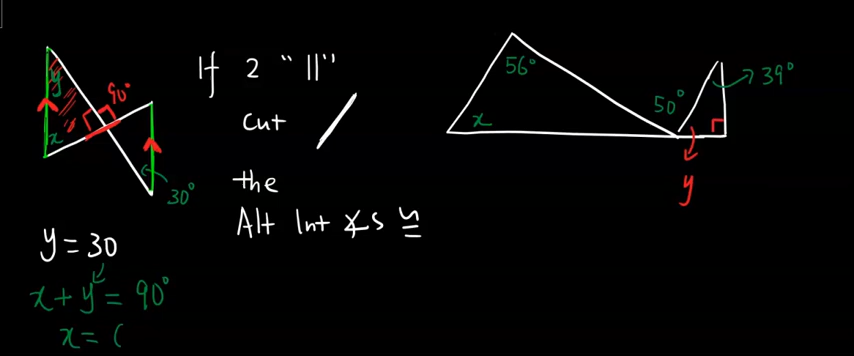 y
90°
x
30°
If 2 "||"
cut
the
Alt Int ∡s ≅
y = 30
x + y = 90°
x = (
56°
x
50°
39°
y